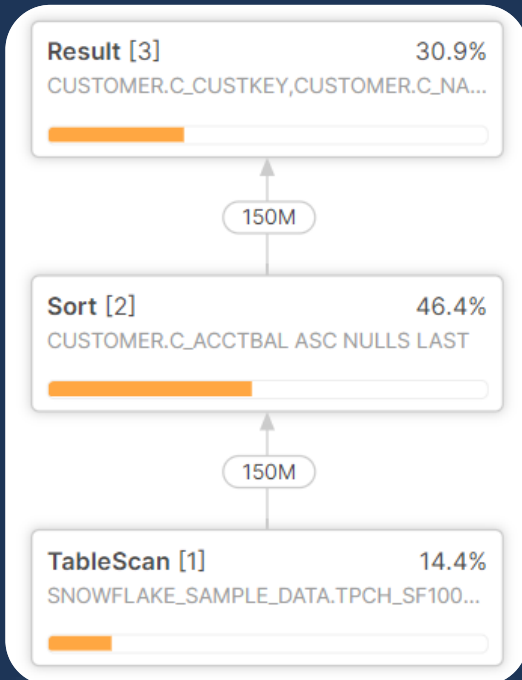 Result [3] 30.9%
CUSTOMER.C_CUSTKEY,CUSTOMER.C_NA...
150M
Sort [2] 46.4%
CUSTOMER.C_ACCTBAL ASC NULLS LAST
150M
TableScan [1] 14.4%
SNOWFLAKE_SAMPLE_DATA.TPCH_SF100...